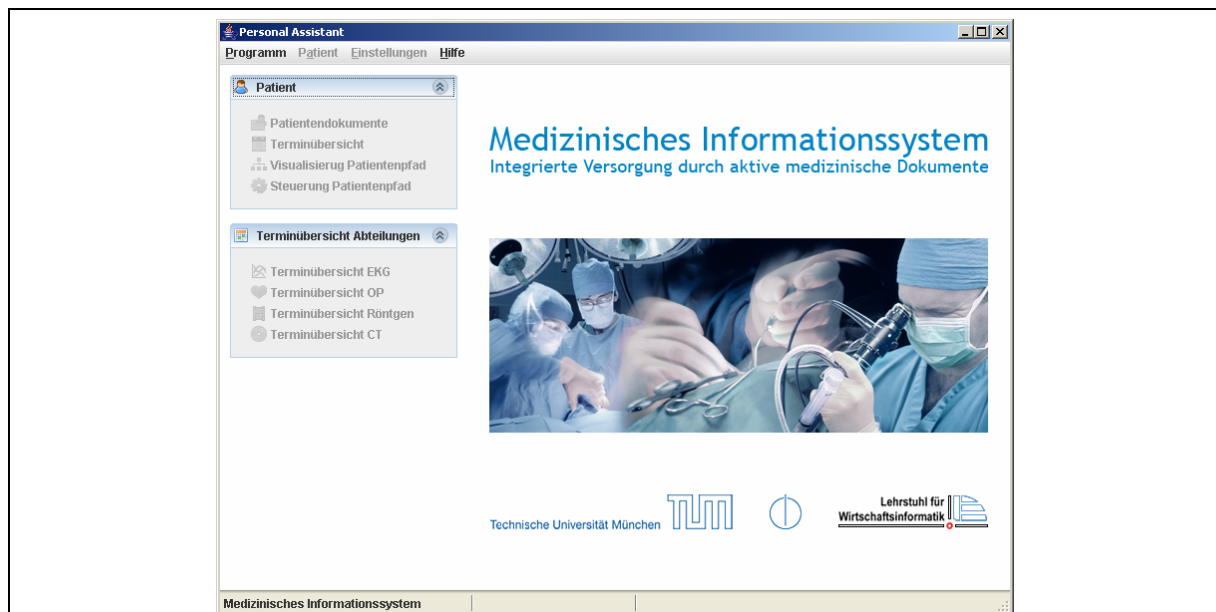 Personal Assistant
Programm Patient Einstellungen Hilfe
Patient
Patientendokumente
Terminübersicht
Visualisierug Patientenpfad
Steuerung Patientenpfad
Terminübersicht Abteilungen
Terminübersicht EKG
Terminübersicht OP
Terminübersicht Röntgen
Terminübersicht CT
Medizinisches Informationssystem
Integrierte Versorgung durch aktive medizinische Dokumente
Technische Universität München TUM
Lehrstuhl für
Wirtschaftsinformatik
Medizinisches Informationssystem